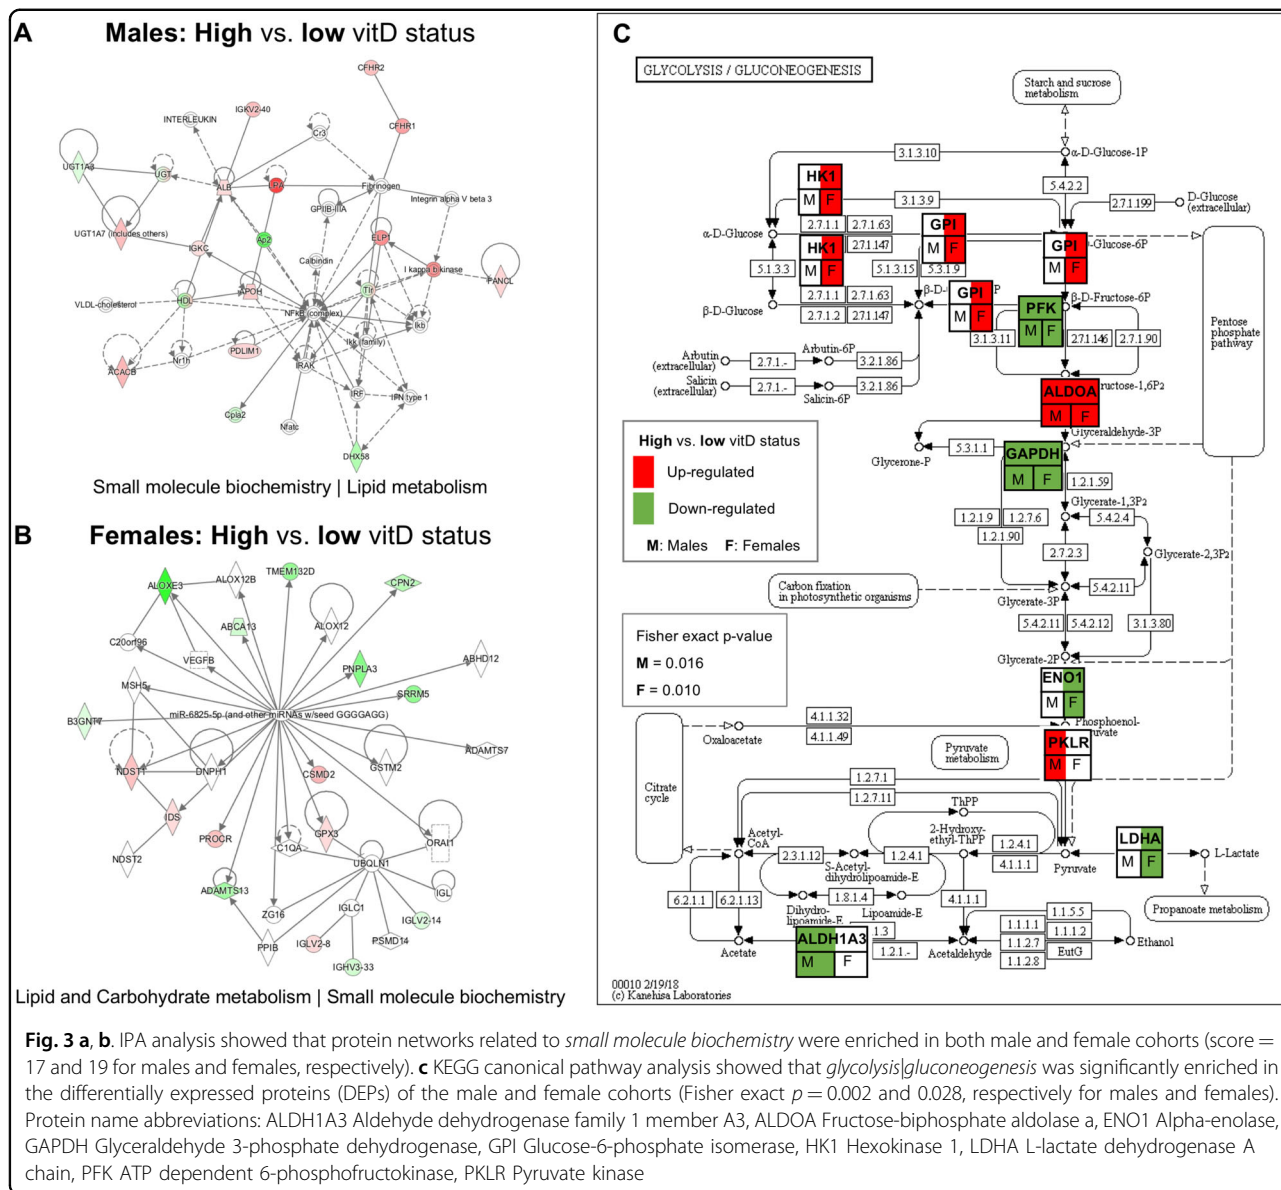 A
Males: High vs. low vitD status
CFHR2
IGKV2-40
INTERLEUKIN
Cr3
CFHR1
UGT1A3
UGT
ALB
LPA
Fibrinogen
GPIIB-IIIA
Integrin alpha V beta 3
UGT1A7 (includes others)
IGKC
Ap2
ELP1
Calbindin
I kappa b kinase
FANCL
VLDL-cholesterol
HDL
APOH
Tlr
NFkB (complex)
Ikb
Nr1h
PDLIM1
Ikk (family)
ACACB
IRAK
IRF
IFN type 1
Cpla2
Nfatc
DHX58
Small molecule biochemistry | Lipid metabolism
B
Females: High vs. low vitD status
ALOXE3
ALOX12B
TMEM132D
CPN2
ABCA13
ALOX12
C20orf96
VEGFB
PNPLA3
ABHD12
MSH5
SRRM5
B3GNT7
miR-6825-5p (and other miRNAs w/seed GGGGAGG)
ADAMTS7
NDST1
DNPH1
CSMD2
GSTM2
IDS
PROCR
C1QA
GPX3
ORAI1
NDST2
UBQLN1
ADAMTS13
ZG16
IGLC1
IGL
IGLV2-14
PPIB
IGLV2-8
PSMD14
IGHV3-33
Lipid and Carbohydrate metabolism | Small molecule biochemistry
C
GLYCOLYSIS / GLUCONEOGENESIS
Starch and sucrose
metabolism
3.1.3.10
α-D-Glucose-1P
5.4.2.2
HK1
M F
3.1.3.9
2.7.1.199
D-Glucose
(extracellular)
α-D-Glucose
2.7.1.1
2.7.1.63
2.7.1.147
GPI
M F
GPI
M F
-Glucose-6P
HK1
M F
5.1.3.3
5.1.3.15
5.3.1.9
β-D-Glucose
2.7.1.1
2.7.1.63
2.7.1.2
2.7.1.147
β-D-
P
GPI
M F
PFK
M F
β-D-Fructose-6P
3.1.3.11
2.7.1.146
2.7.1.90
Pentose
phosphate
pathway
Arbutin
(extracellular)
2.7.1.-
Arbutin-6P
3.2.1.86
Salicin
(extracellular)
2.7.1.-
Salicin-6P
3.2.1.86
ALDOA
M F
ructose-1,6P2
High vs. low vitD status
Up-regulated
Down-regulated
M: Males F: Females
Glyceraldehyde-3P
Glycerone-P
5.3.1.1
GAPDH
M F
1.2.1.59
Glycerate-1,3P2
1.2.1.9
1.2.7.6
1.2.1.90
5.4.2.4
2.7.2.3
Glycerate-2,3P2
Carbon fixation
in photosynthetic organisms
5.4.2.11
Glycerate-3P
5.4.2.11
5.4.2.12
3.1.3.80
Glycerate-2P
Fisher exact p-value
M = 0.016
F = 0.010
ENO1
M F
Phosphoenol-
pyruvate
4.1.1.32
4.1.1.49
Oxaloacetate
Pyruvate
metabolism
PKLR
M F
Citrate
cycle
1.2.7.1
1.2.7.11
ThPP
Acetyl-
CoA
2-Hydroxy-
ethyl-ThPP
1.2.4.1
4.1.1.1
LDHA
M F
L-Lactate
Pyruvate
2.3.1.12
S-Acetyl-
dihydrolipoamide-E
1.2.4.1
6.2.1.1
6.2.1.13
Dihydro-
lipoamide-E
1.8.1.4
Lipoamide-E
4.1.1.1
Propanoate metabolism
ALDH1A3
M F
1.3
1.2.1.-
Acetate
Acetaldehyde
1.1.5.5
1.1.1.1
1.1.1.2
1.1.2.7
EutG
1.1.2.8
Ethanol
00010 2/19/18
(c) Kanehisa Laboratories
Fig. 3 a, b. IPA analysis showed that protein networks related to small molecule biochemistry were enriched in both male and female cohorts (score =
17 and 19 for males and females, respectively). c KEGG canonical pathway analysis showed that glycolysis|gluconeogenesis was significantly enriched in
the differentially expressed proteins (DEPs) of the male and female cohorts (Fisher exact p = 0.002 and 0.028, respectively for males and females).
Protein name abbreviations: ALDH1A3 Aldehyde dehydrogenase family 1 member A3, ALDOA Fructose-biphosphate aldolase a, ENO1 Alpha-enolase,
GAPDH Glyceraldehyde 3-phosphate dehydrogenase, GPI Glucose-6-phosphate isomerase, HK1 Hexokinase 1, LDHA L-lactate dehydrogenase A
chain, PFK ATP dependent 6-phosphofructokinase, PKLR Pyruvate kinase